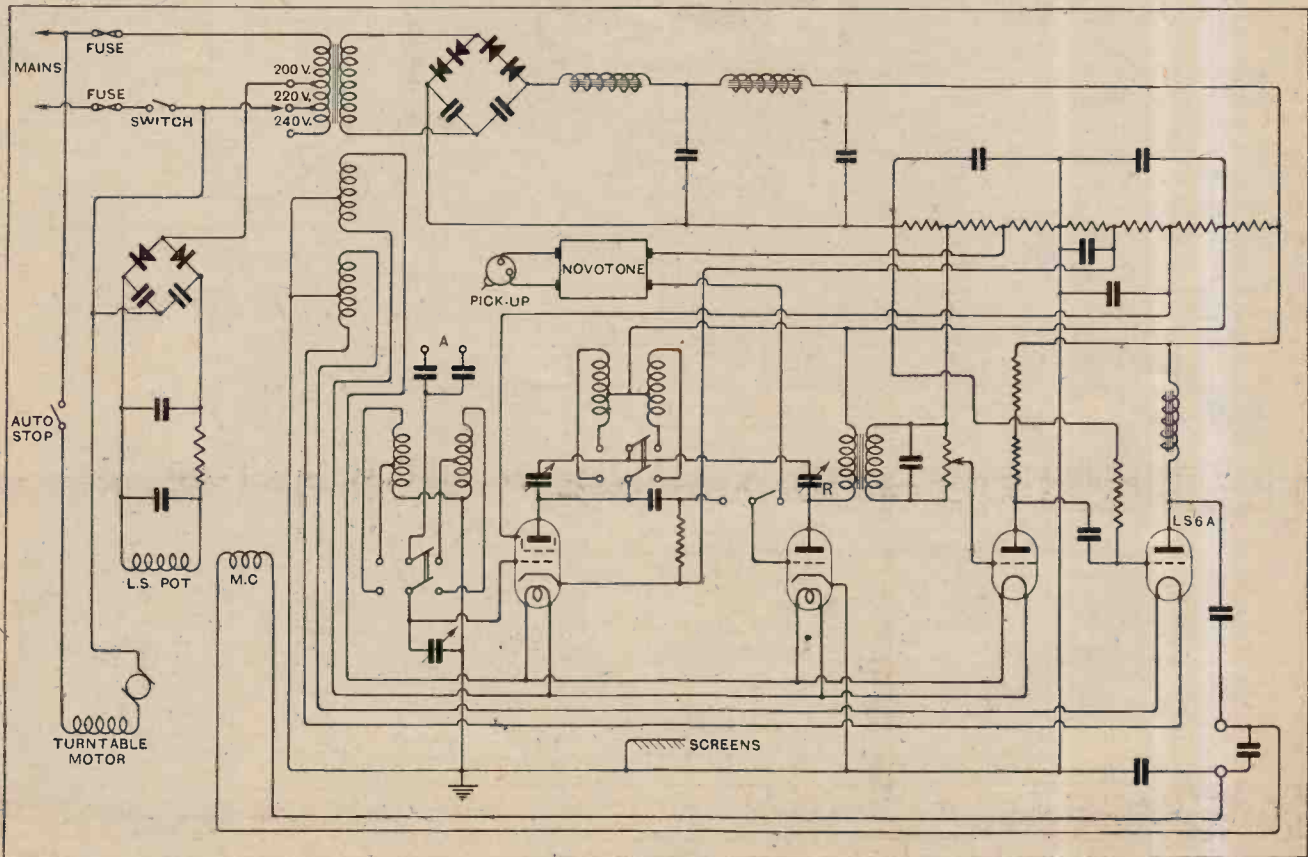 FUSE
MAINS
FUSE
SWITCH
200 V.
220 V.
240 V.
NOVOTONE
PICK-UP
A
AUTO
STOP
R
LS6A
L.S. POT
M.C
SCREENS
TURNTABLE
MOTOR